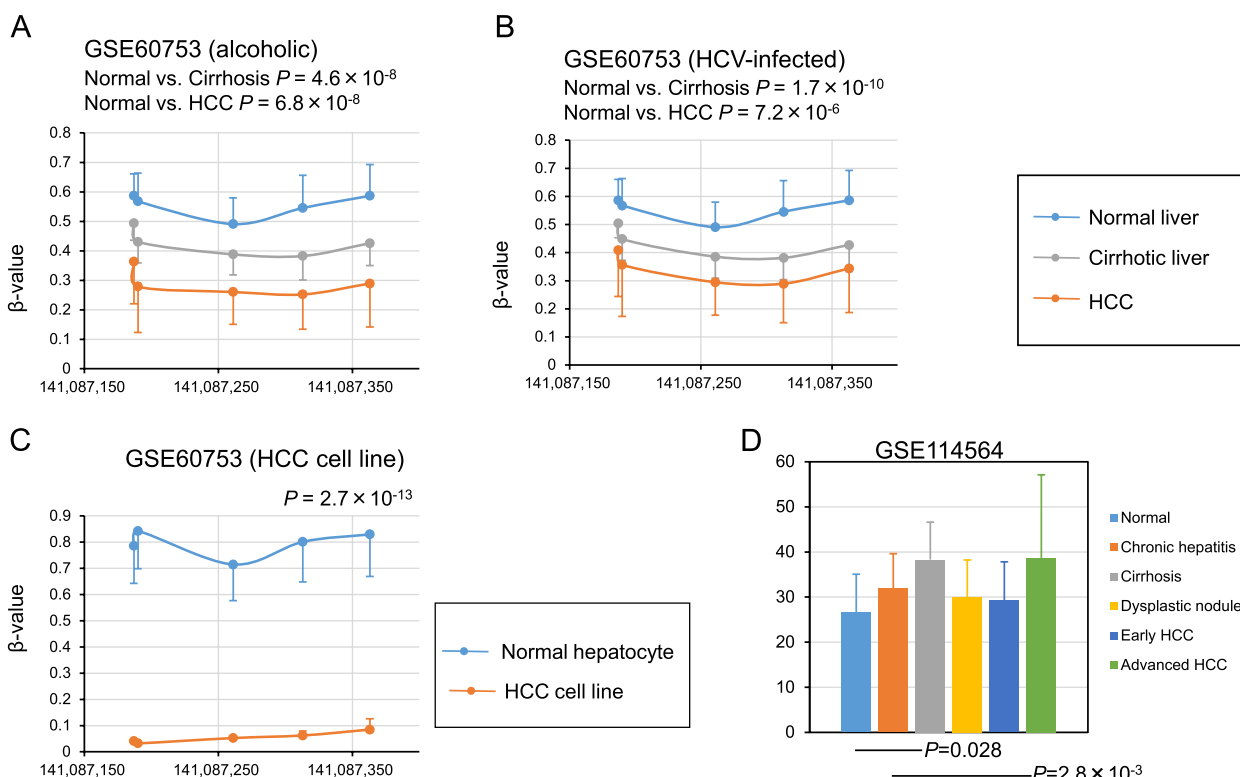 A
GSE60753 (alcoholic)
Normal vs. Cirrhosis P = 4.6 × 10-8
Normal vs. HCC P = 6.8 × 10-8
β-value
0.8
0.7
0.6
0.5
0.4
0.3
0.2
0.1
0
141,087,150
141,087,250
141,087,350
B
GSE60753 (HCV-infected)
Normal vs. Cirrhosis P = 1.7 × 10-10
Normal vs. HCC P = 7.2 × 10-6
β-value
0.8
0.7
0.6
0.5
0.4
0.3
0.2
0.1
0
141,087,150
141,087,250
141,087,350
Normal liver
Cirrhotic liver
HCC
C
GSE60753 (HCC cell line)
P = 2.7 × 10-13
β-value
0.9
0.8
0.7
0.6
0.5
0.4
0.3
0.2
0.1
0
141,087,150
141,087,250
141,087,350
Normal hepatocyte
HCC cell line
D
GSE114564
60
50
40
30
20
10
0
Normal
Chronic hepatitis
Cirrhosis
Dysplastic nodule
Early HCC
Advanced HCC
P=0.028
P=2.8 × 10-3